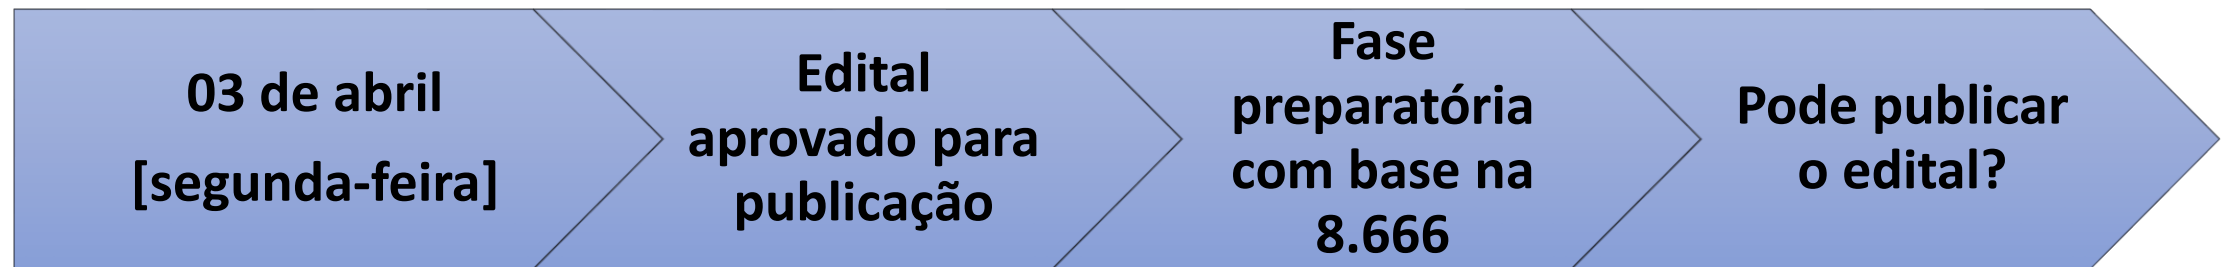 03 de abril
[segunda-feira]
Edital
aprovado para
publicação
Fase
preparatória
com base na
8.666
Pode publicar
o edital?